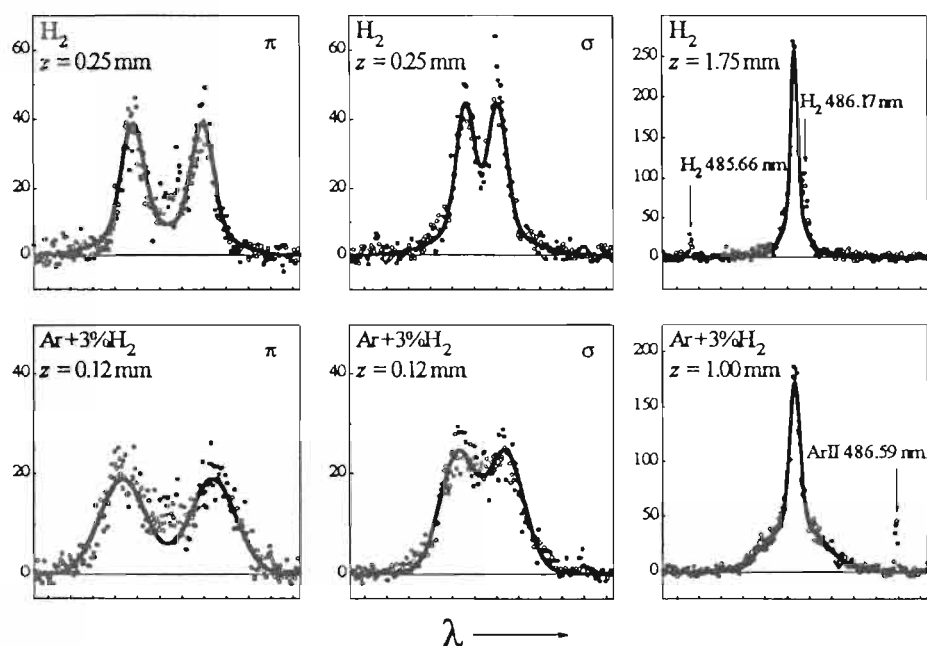 H₂ π
z = 0.25 mm
60
40
20
0
H₂ σ
z = 0.25 mm
60
40
20
0
H₂
z = 1.75 mm
250
200
150
100
50
0
H₂ 486.17 nm
H₂ 485.66 nm
Ar+3%H₂ π
z = 0.12 mm
40
20
0
Ar+3%H₂ σ
z = 0.12 mm
40
20
0
Ar+3%H₂
z = 1.00 mm
200
150
100
50
0
ArII 486.59 nm
λ